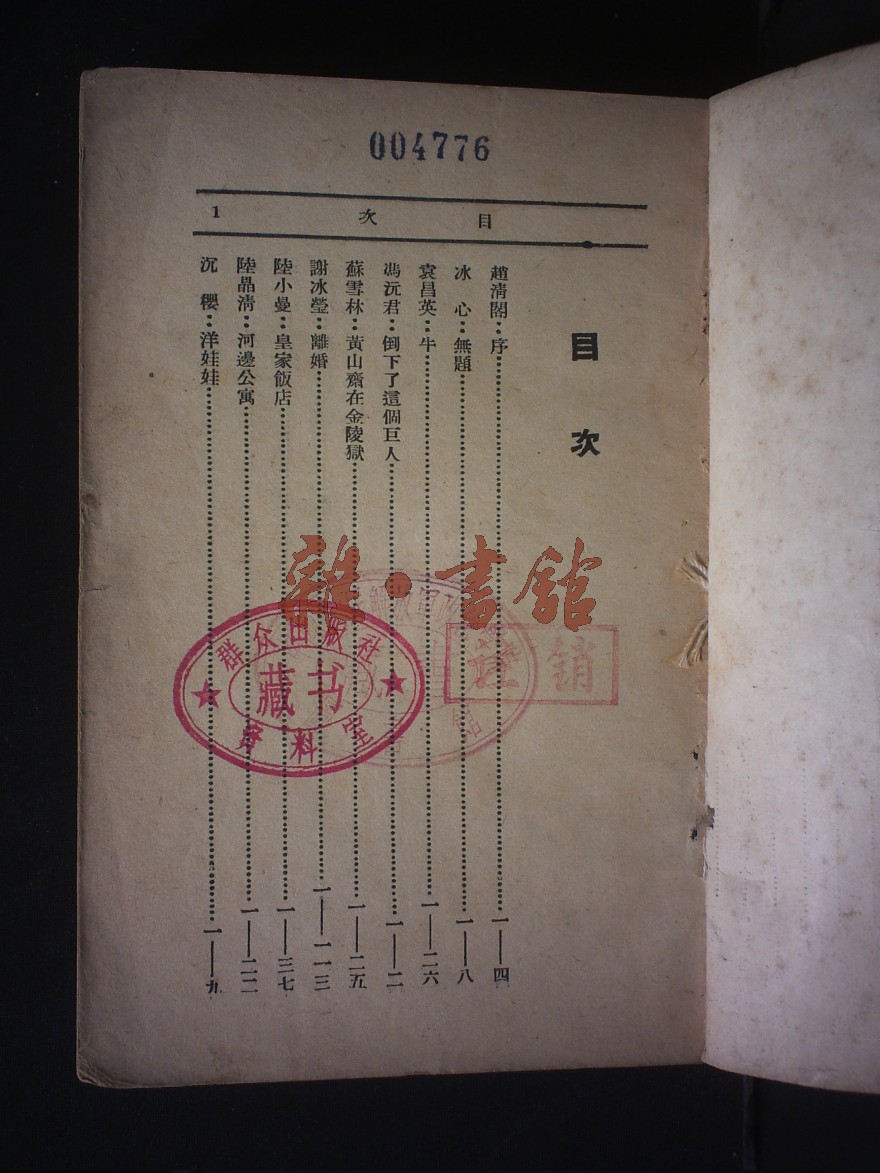 004776
目次
1
目次
趙清閣：序 一——四
冰心：無題 一——八
袁昌英：牛 一——二六
馮沅君：倒下了這個巨人 一——二
蘇雪林：黃山齋在金陵獄 一——二五
謝冰瑩：離婚 一——一一三
陸小曼：皇家飯店 一——三七
陸晶清：河邊公寓 一——二二
沉櫻：洋娃娃 一——九
雜·書館
群众出版社
藏书
資料室
銷